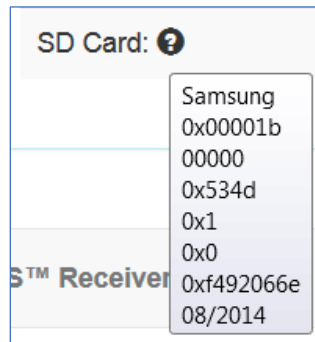 SD Card: ?
Samsung
0x00001b
00000
0x534d
0x1
0x0
S™ Receiver
0xf492066e
08/2014